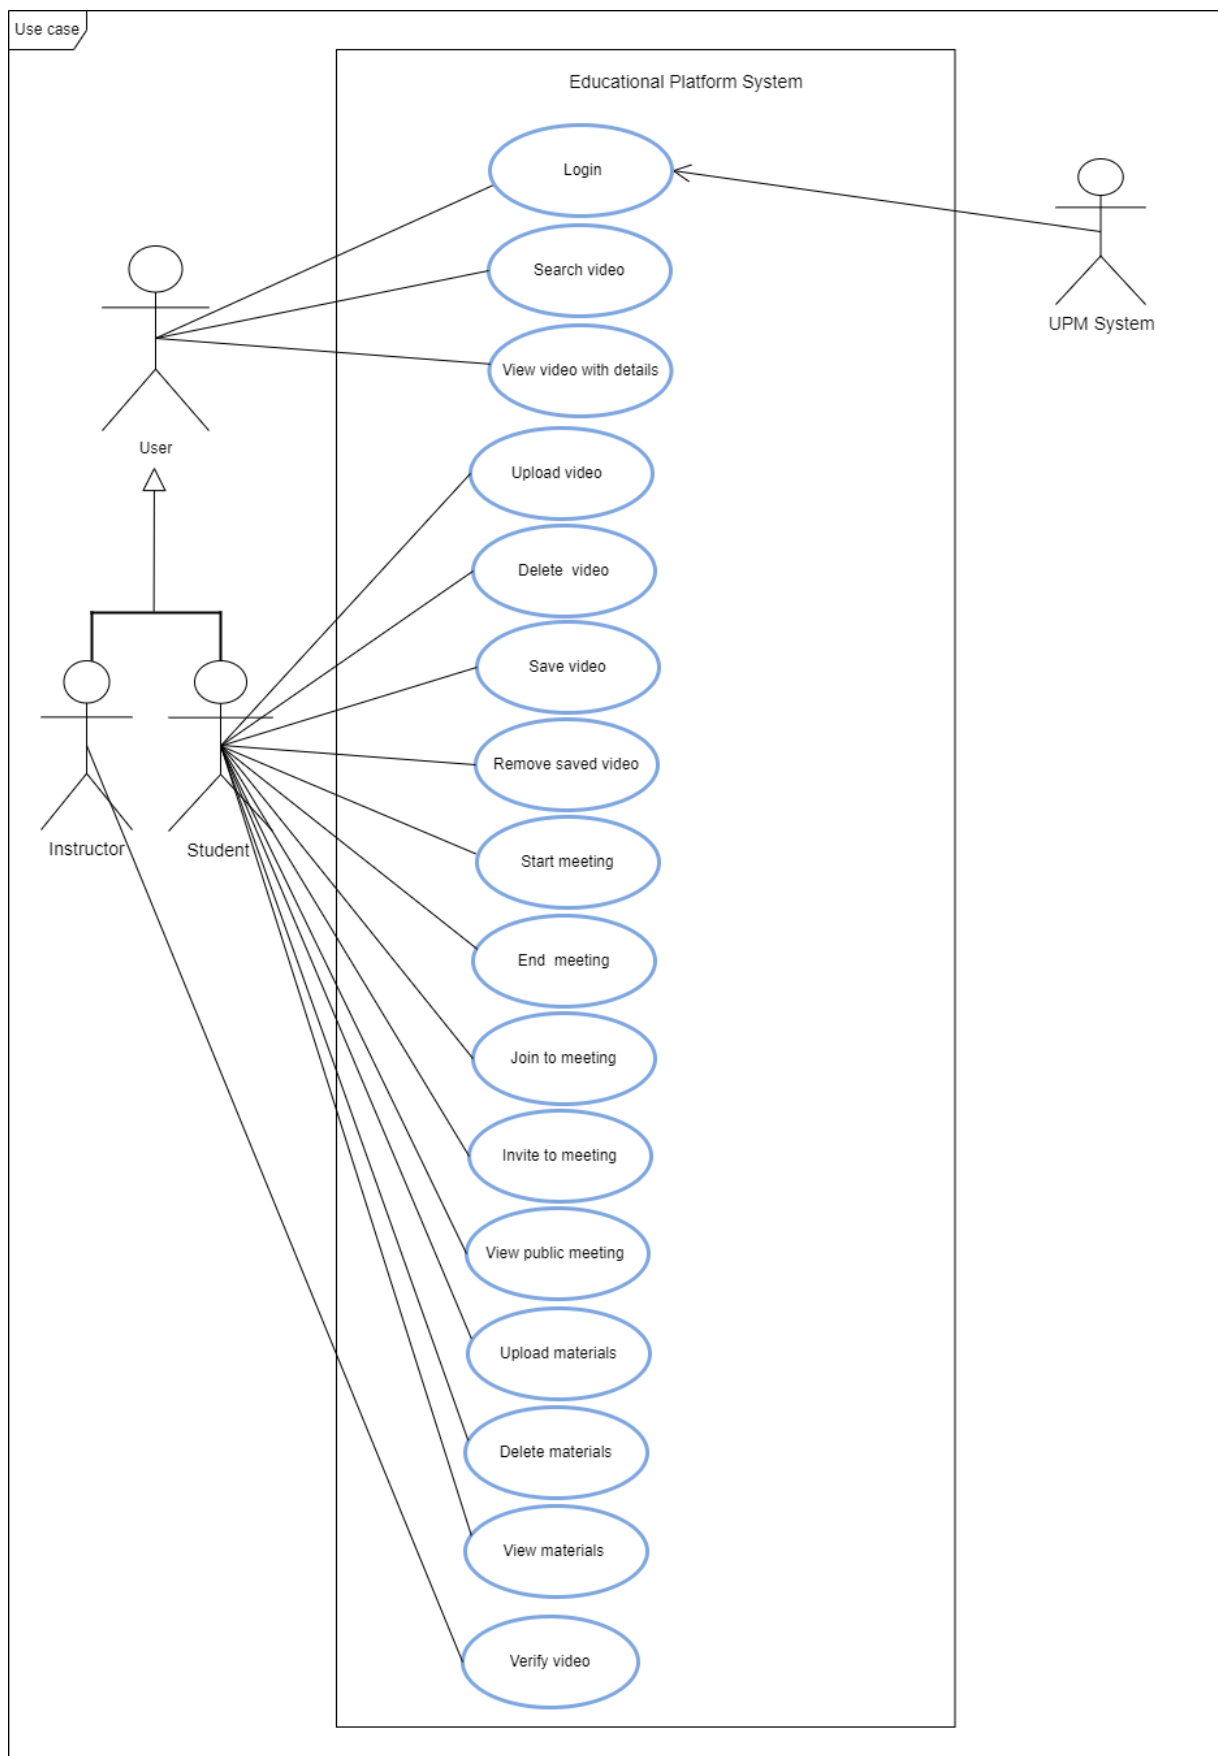 Use case
Educational Platform System
Login
Search video
UPM System
View video with details
User
Upload video
Delete  video
Save video
Remove saved video
Instructor
Student
Start meeting
End  meeting
Join to meeting
Invite to meeting
View public meeting
Upload materials
Delete materials
View materials
Verify video